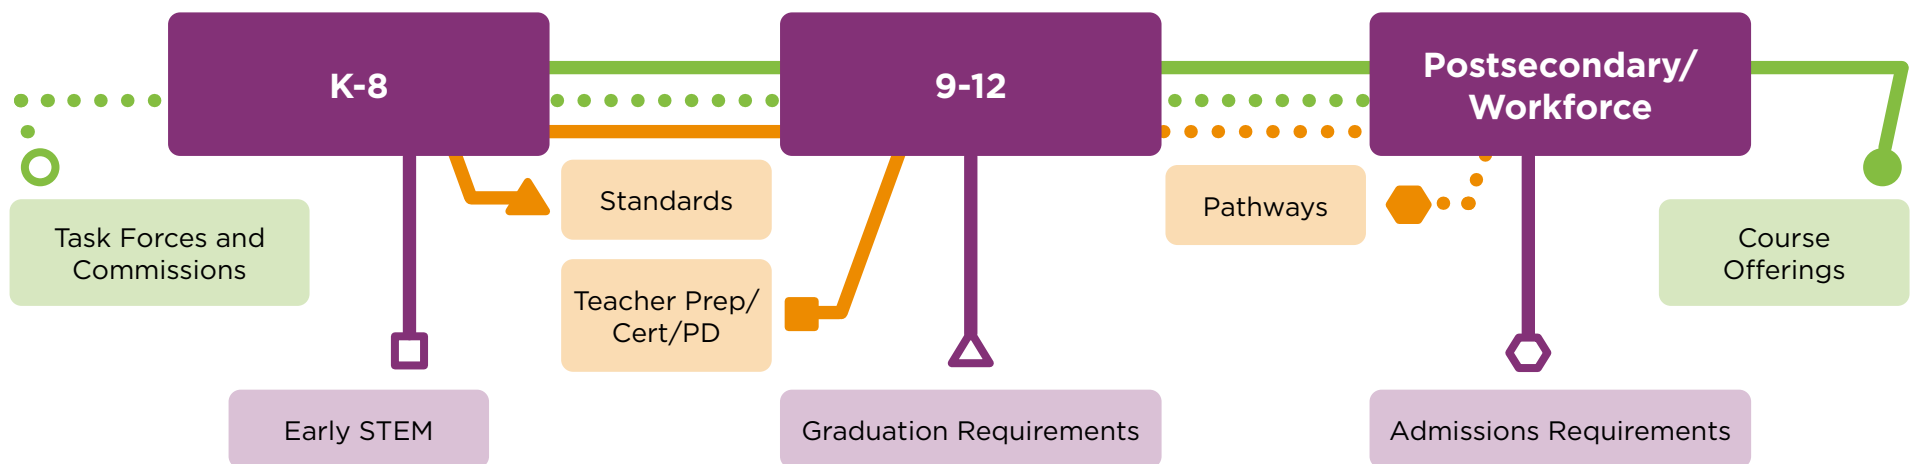 K-8
9-12
Postsecondary/
Workforce
Task Forces and
Commissions
Standards
Teacher Prep/
Cert/PD
Pathways
Course
Offerings
Early STEM
Graduation Requirements
Admissions Requirements